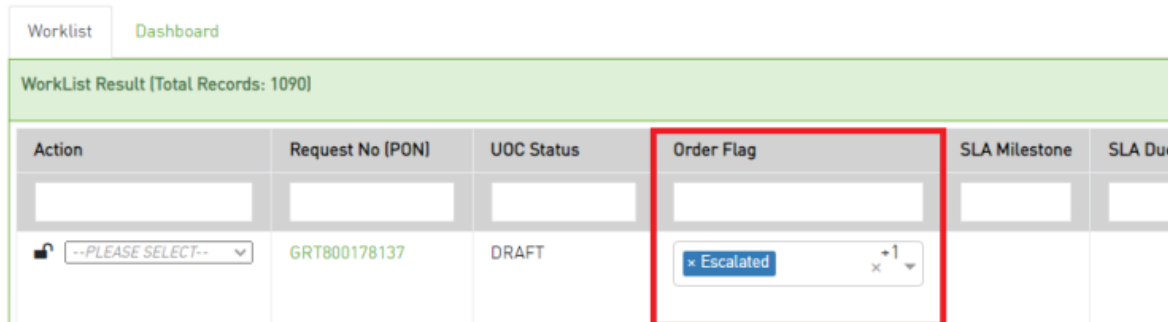 Worklist Dashboard
WorkList Result (Total Records: 1090)
Action Request No (PON) UOC Status Order Flag SLA Milestone SLA Du
--PLEASE SELECT-- GRT800178137 DRAFT × Escalated +1 ×